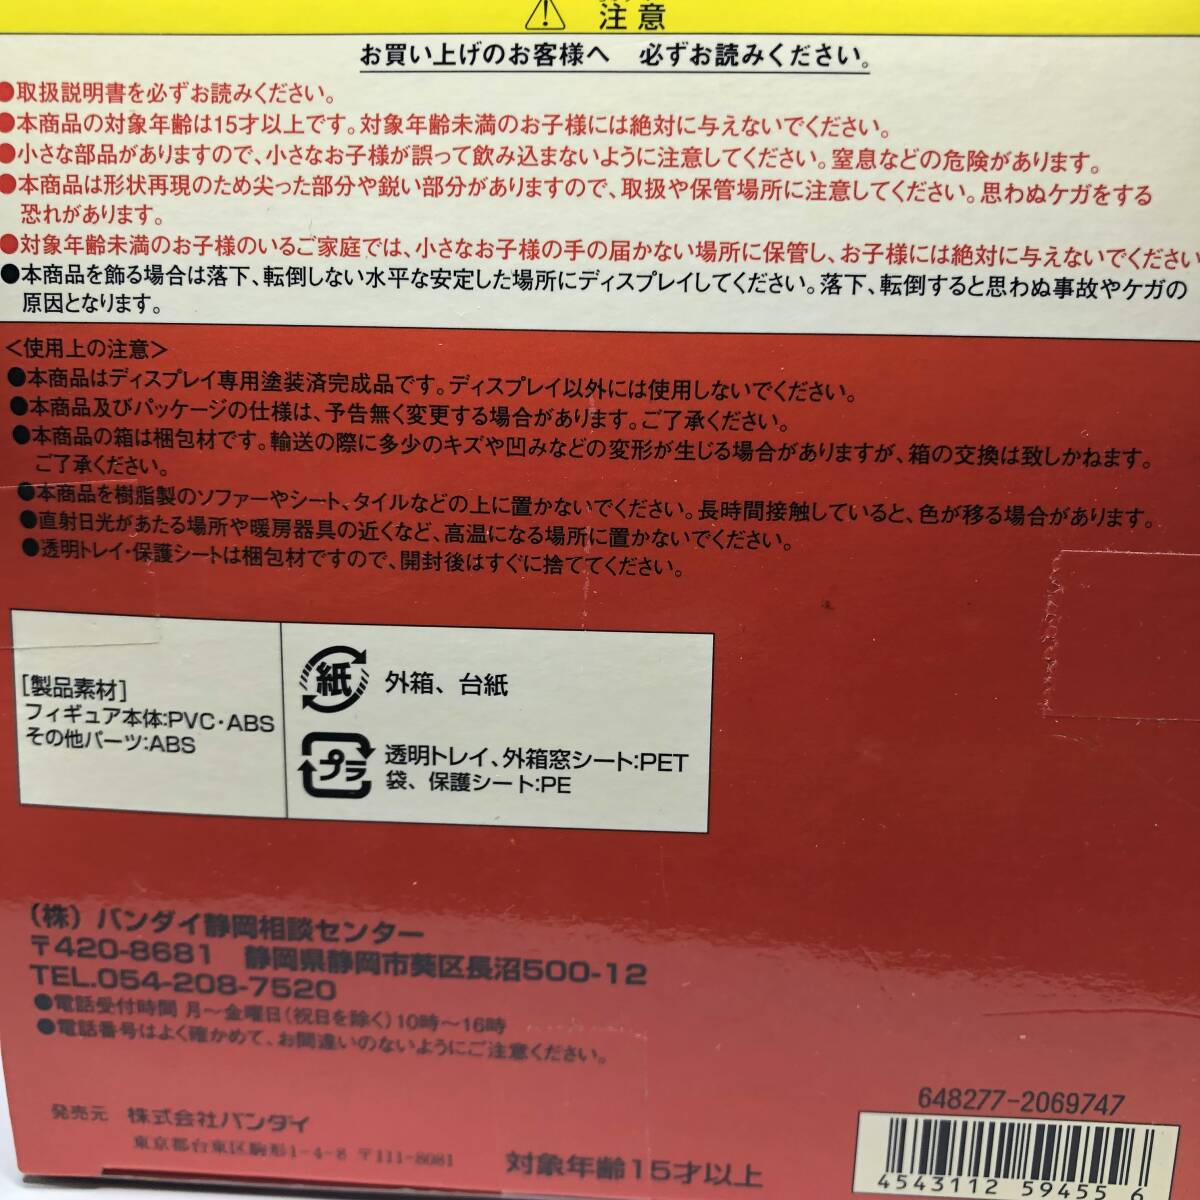 注意
お買い上げのお客様へ 必ずお読みください。
●取扱説明書を必ずお読みください。
●本商品の対象年齢は15才以上です。対象年齢未満のお子様には絶対に与えないでください。
●小さな部品がありますので、小さなお子様が誤って飲み込まないように注意してください。窒息などの危険があります。
●本商品は形状再現のため尖った部分や鋭い部分がありますので、取扱や保管場所に注意してください。思わぬケガをする
恐れがあります。
●対象年齢未満のお子様のいるご家庭では、小さなお子様の手の届かない場所に保管し、お子様には絶対に与えないでください
●本商品を飾る場合は落下、転倒しない水平な安定した場所にディスプレイしてください。落下、転倒すると思わぬ事故やケガの
原因となります。
<使用上の注意>
●本商品はディスプレイ専用塗装済完成品です。ディスプレイ以外には使用しないでください。
●本商品及びパッケージの仕様は、予告無く変更する場合があります。ご了承ください。
●本商品の箱は梱包材です。輸送の際に多少のキズや凹みなどの変形が生じる場合がありますが、箱の交換は致しかねます。
ご了承ください。
●本商品を樹脂製のソファーやシート、タイルなどの上に置かないでください。長時間接触していると、色が移る場合があります。
●直射日光があたる場所や暖房器具の近くなど、高温になる場所に置かないでください。
●透明トレイ・保護シートは梱包材ですので、開封後はすぐに捨ててください。
[製品素材]
フィギュア本体:PVC・ABS
その他パーツ:ABS
紙 外箱、台紙
プラ 透明トレイ、外箱窓シート:PET
袋、保護シート:PE
(株)バンダイ静岡相談センター
〒420-8681 静岡県静岡市葵区長沼500-12
TEL.054-208-7520
●電話受付時間 月～金曜日(祝日を除く)10時～16時
●電話番号はよく確かめて、お間違いのないようにご注意ください。
発売元 株式会社バンダイ
東京都台東区駒形1-4-8 〒111-8081
対象年齢15才以上
648277-2069747
4543112 59455 6